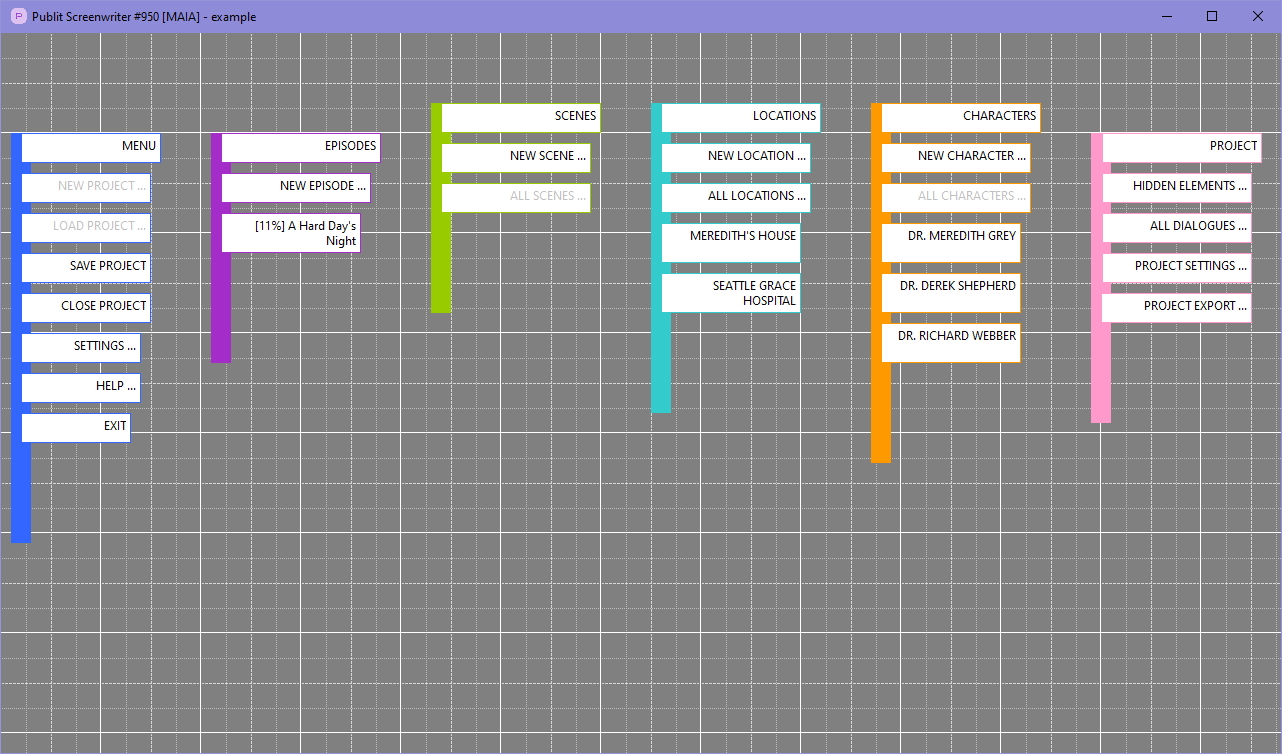 Publit Screenwriter #950 [MAIA] - example
MENU
NEW PROJECT ...
LOAD PROJECT ...
SAVE PROJECT
CLOSE PROJECT
SETTINGS ...
HELP ...
EXIT
EPISODES
NEW EPISODE ...
[11%] A Hard Day's
Night
SCENES
NEW SCENE ...
ALL SCENES ...
LOCATIONS
NEW LOCATION ...
ALL LOCATIONS ...
MEREDITH'S HOUSE
SEATTLE GRACE
HOSPITAL
CHARACTERS
NEW CHARACTER ...
ALL CHARACTERS ...
DR. MEREDITH GREY
DR. DEREK SHEPHERD
DR. RICHARD WEBBER
PROJECT
HIDDEN ELEMENTS ...
ALL DIALOGUES ...
PROJECT SETTINGS ...
PROJECT EXPORT ...